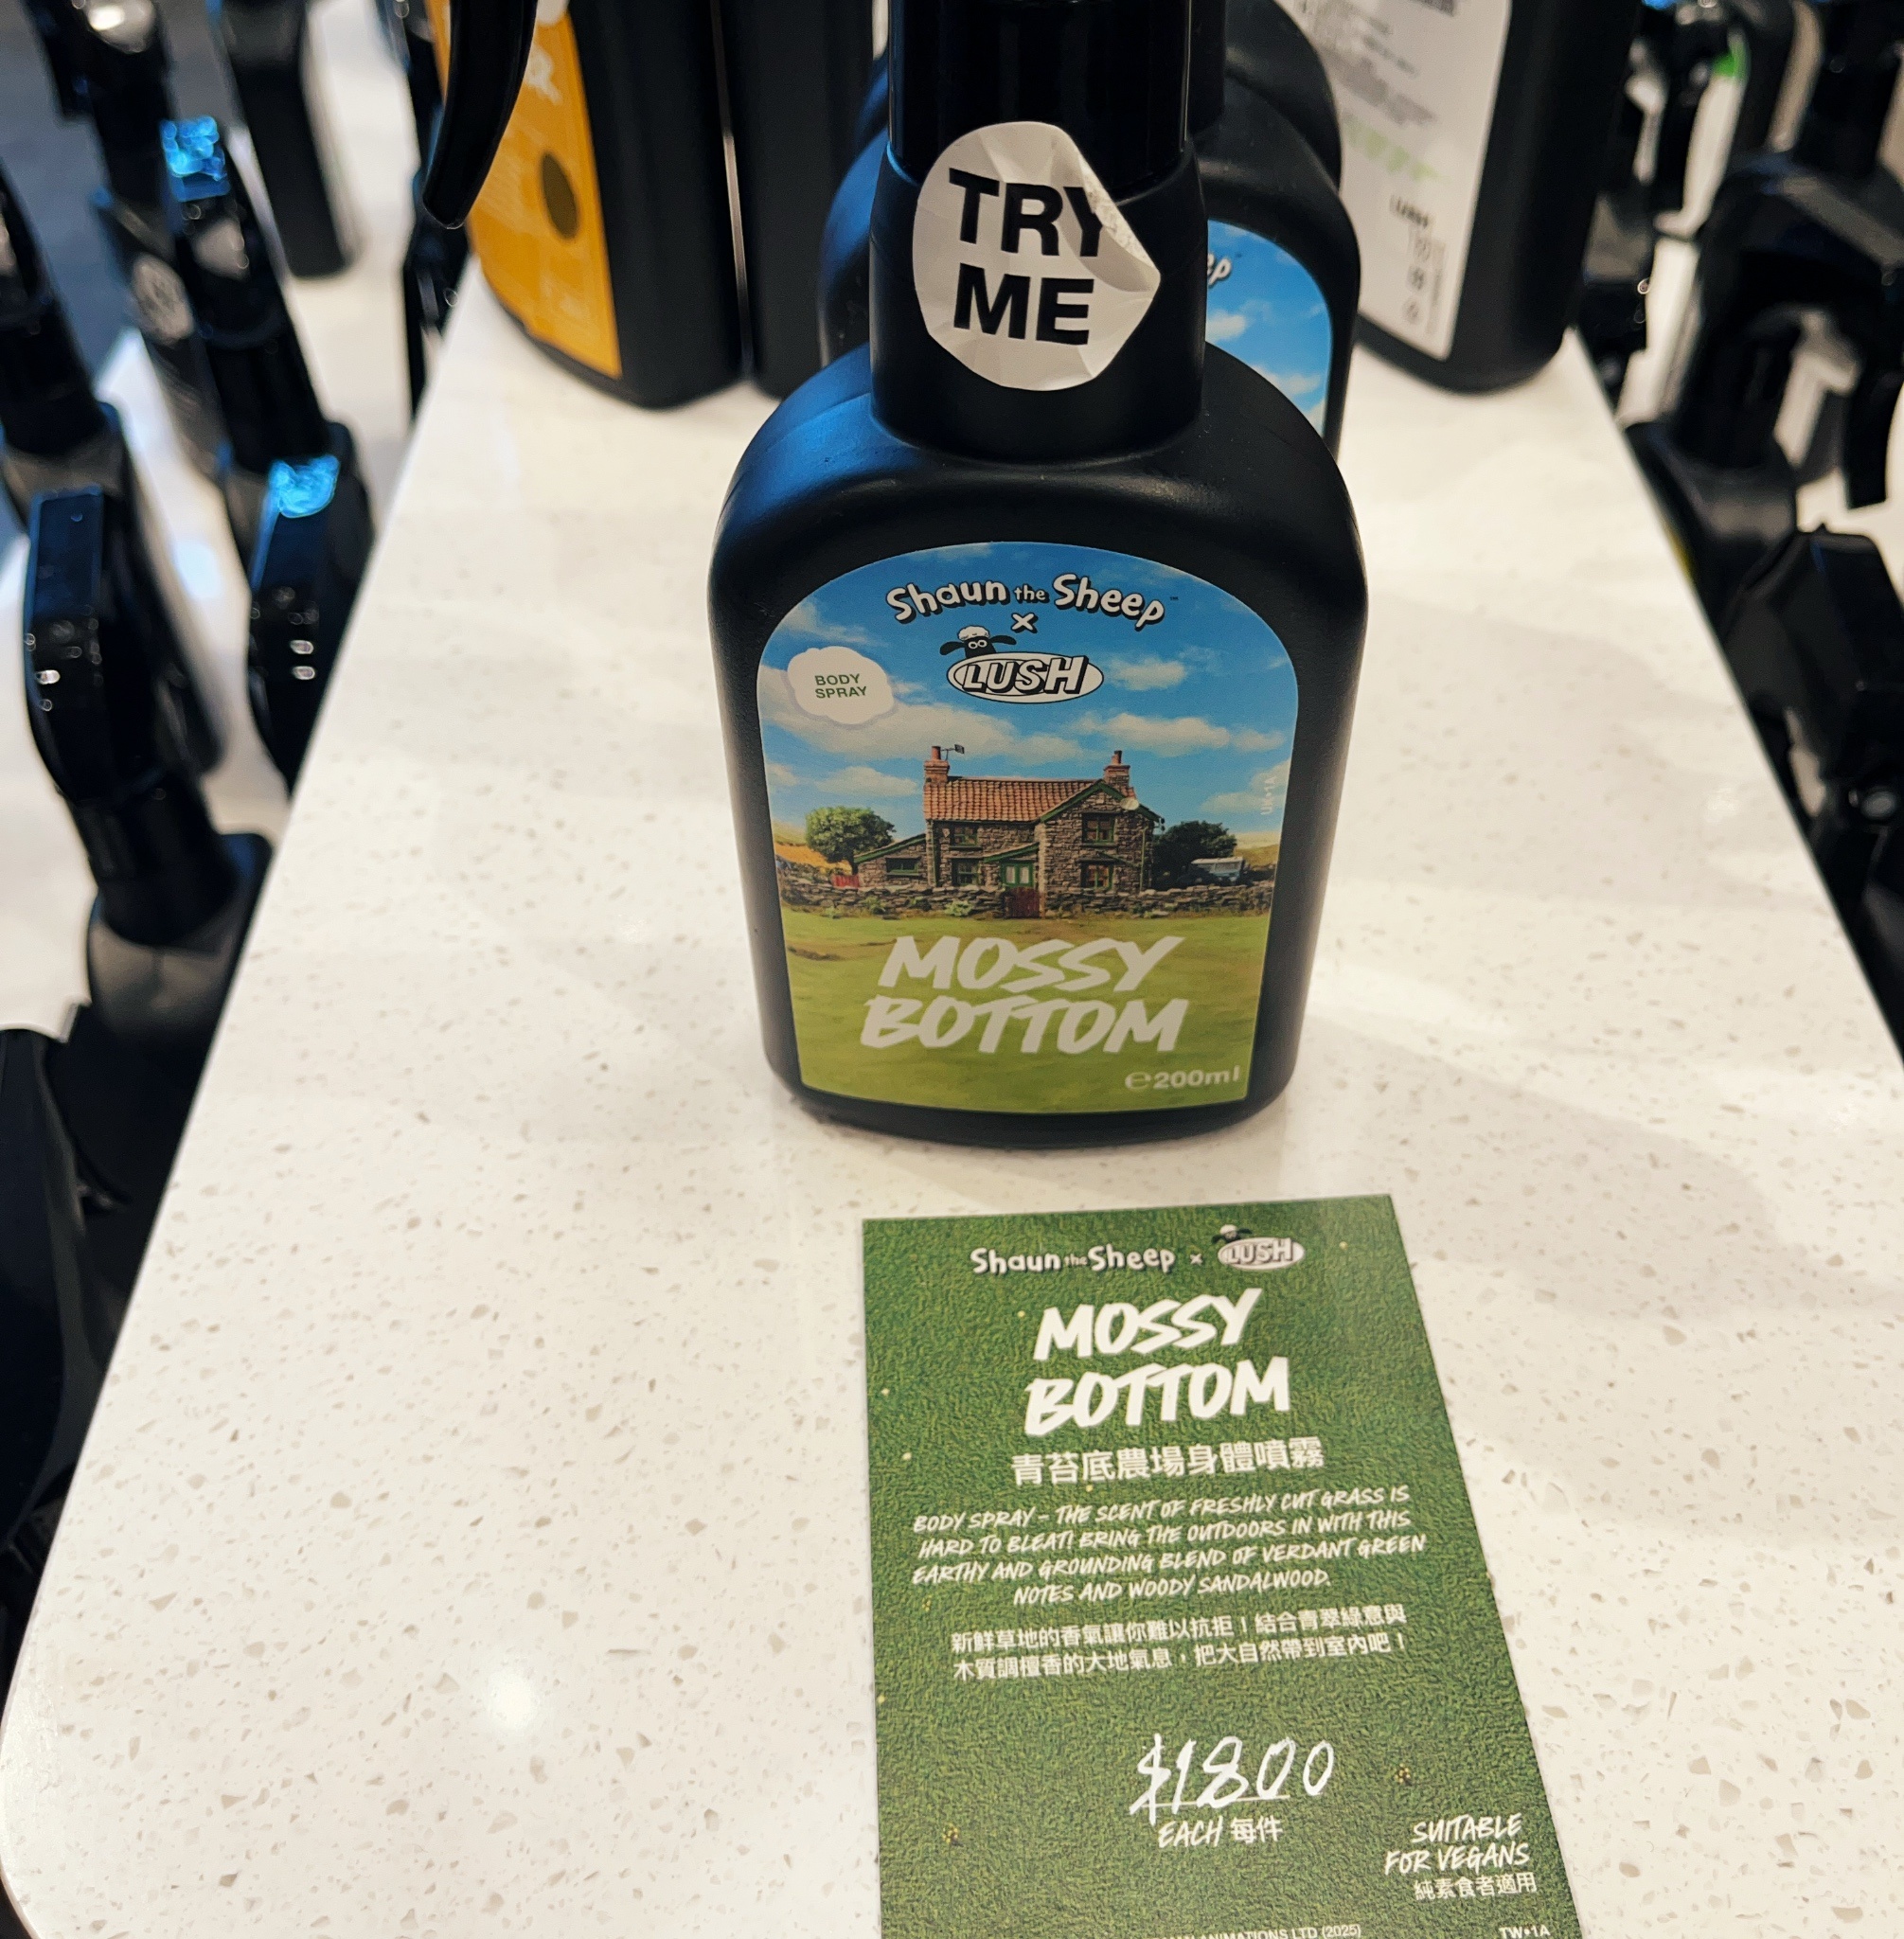 TRY
ME
Shaun the Sheep
x
LUSH
BODY
SPRAY
MOSSY
BOTTOM
℮200ml
Shaun the Sheep x LUSH
MOSSY
BOTTOM
青苔底農場身體噴霧
BODY SPRAY – THE SCENT OF FRESHLY CUT GRASS IS
HARD TO BLEAT! BRING THE OUTDOORS IN WITH THIS
EARTHY AND GROUNDING BLEND OF VERDANT GREEN
NOTES AND WOODY SANDALWOOD.
新鮮草地的香氣讓你難以抗拒！結合青翠綠意與
木質調檀香的大地氣息，把大自然帶到室內吧！
$1800
EACH 每件
SUITABLE
FOR VEGANS
純素食者適用
ANIMATIONS LTD (2025)
TW•1A